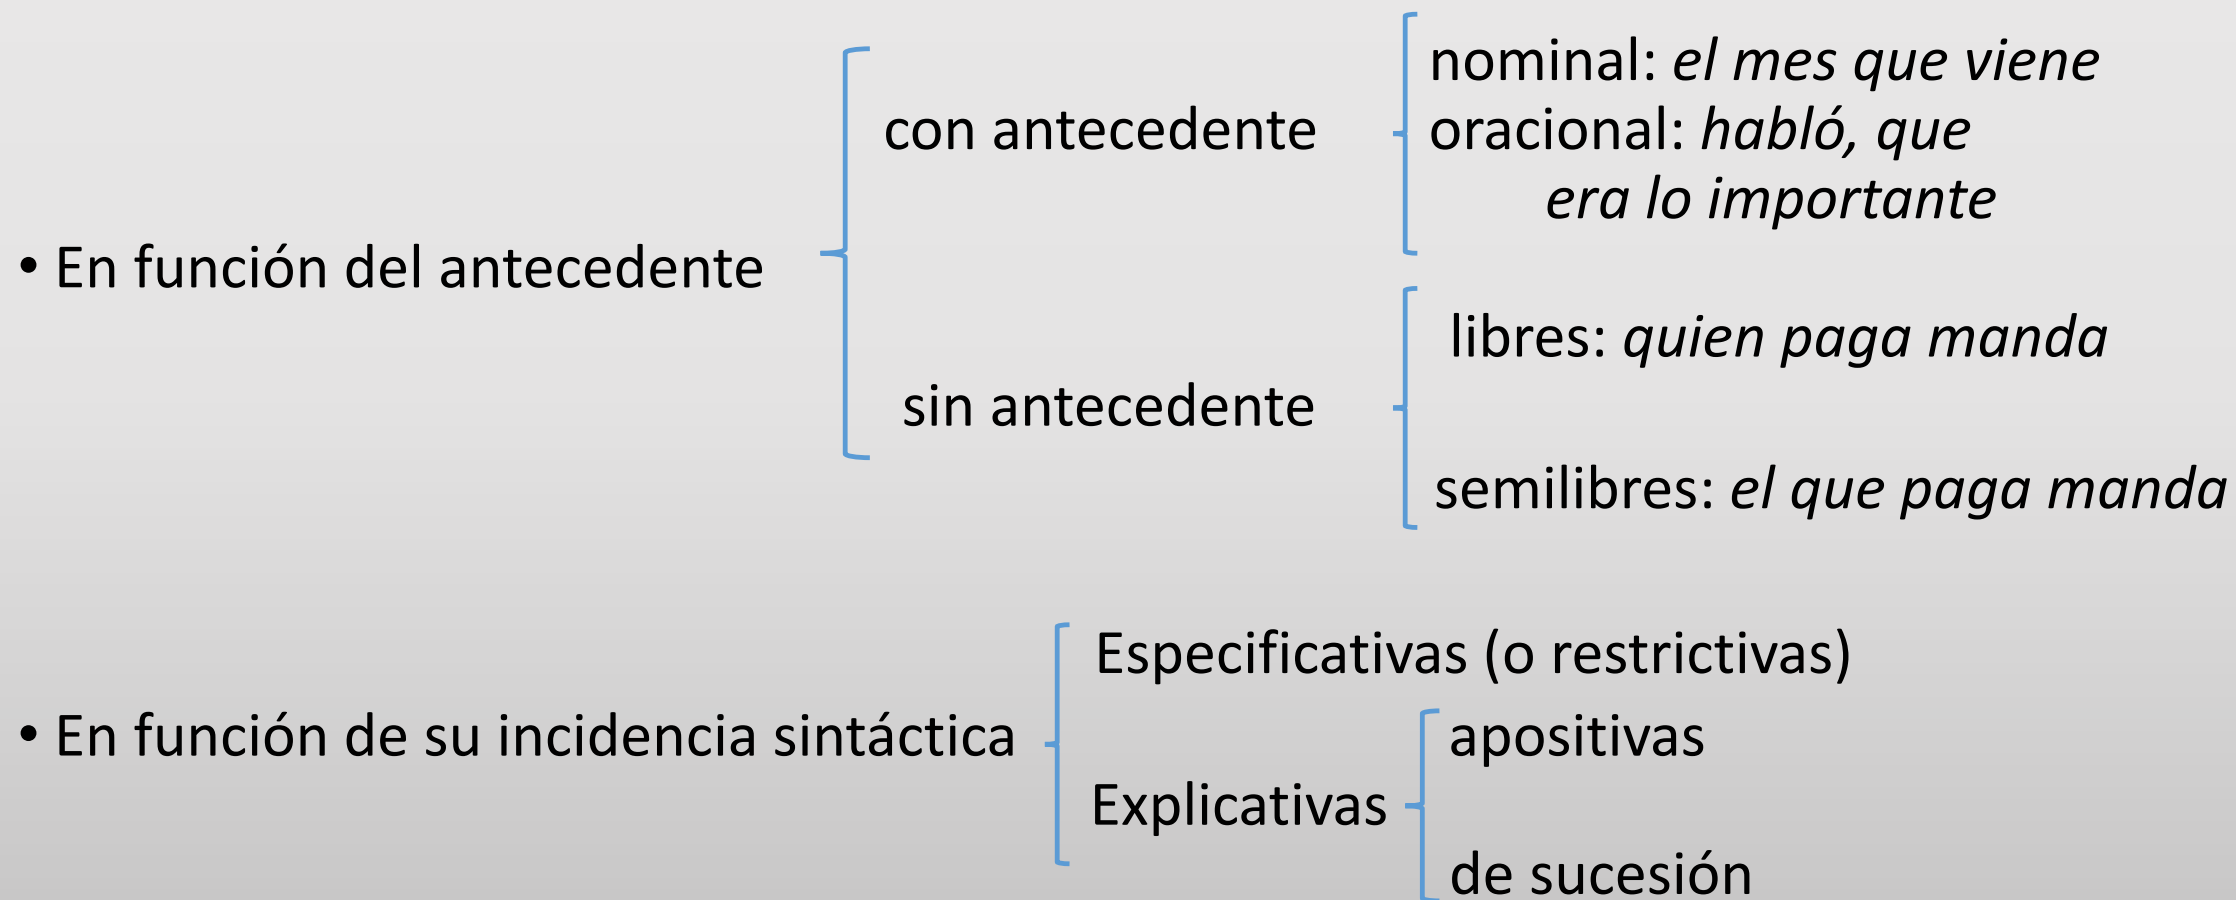 nominal: el mes que viene
con antecedente
oracional: habló, que
era lo importante
• En función del antecedente
libres: quien paga manda
sin antecedente
semilibres: el que paga manda
Especificativas (o restrictivas)
• En función de su incidencia sintáctica
apositivas
Explicativas
de sucesión